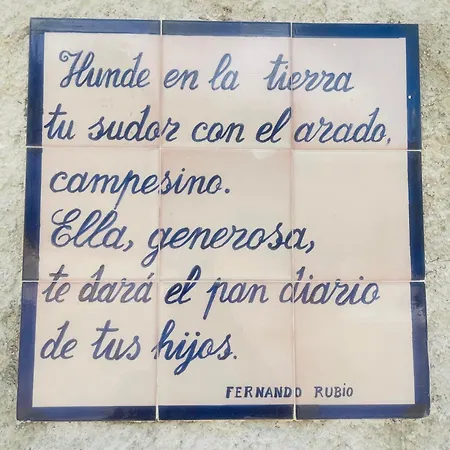 Hunde en la tierra
tu sudor con el arado,
campesino.
Ella, generosa,
te dará el pan diario
de tus hijos.
FERNANDO RUBIO